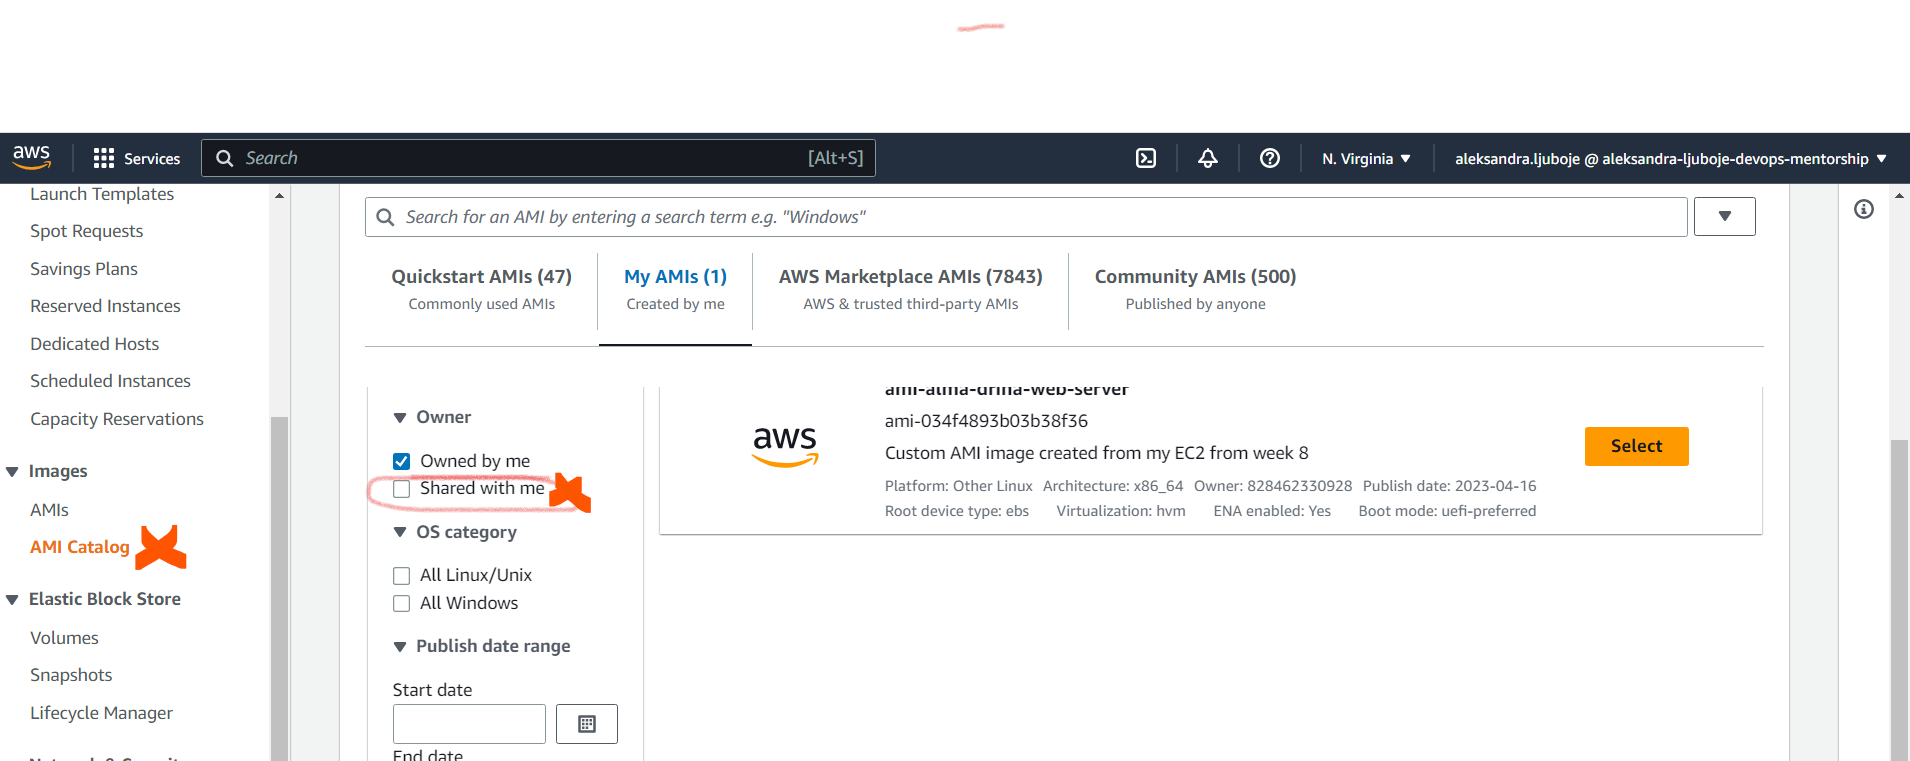 aws Services Search [Alt+S] N. Virginia aleksandra.ljuboje @ aleksandra-ljuboje-devops-mentorship
Launch Templates
Spot Requests
Savings Plans
Reserved Instances
Dedicated Hosts
Scheduled Instances
Capacity Reservations
Images
AMIs
AMI Catalog
Elastic Block Store
Volumes
Snapshots
Lifecycle Manager
Search for an AMI by entering a search term e.g. "Windows"
Quickstart AMIs (47)
Commonly used AMIs
My AMIs (1)
Created by me
AWS Marketplace AMIs (7843)
AWS & trusted third-party AMIs
Community AMIs (500)
Published by anyone
Owner
Owned by me
Shared with me
OS category
All Linux/Unix
All Windows
Publish date range
Start date
End date
aws
ami-alma-drina-web-server
ami-034f4893b03b38f36
Custom AMI image created from my EC2 from week 8
Platform: Other Linux Architecture: x86_64 Owner: 828462330928 Publish date: 2023-04-16
Root device type: ebs Virtualization: hvm ENA enabled: Yes Boot mode: uefi-preferred
Select